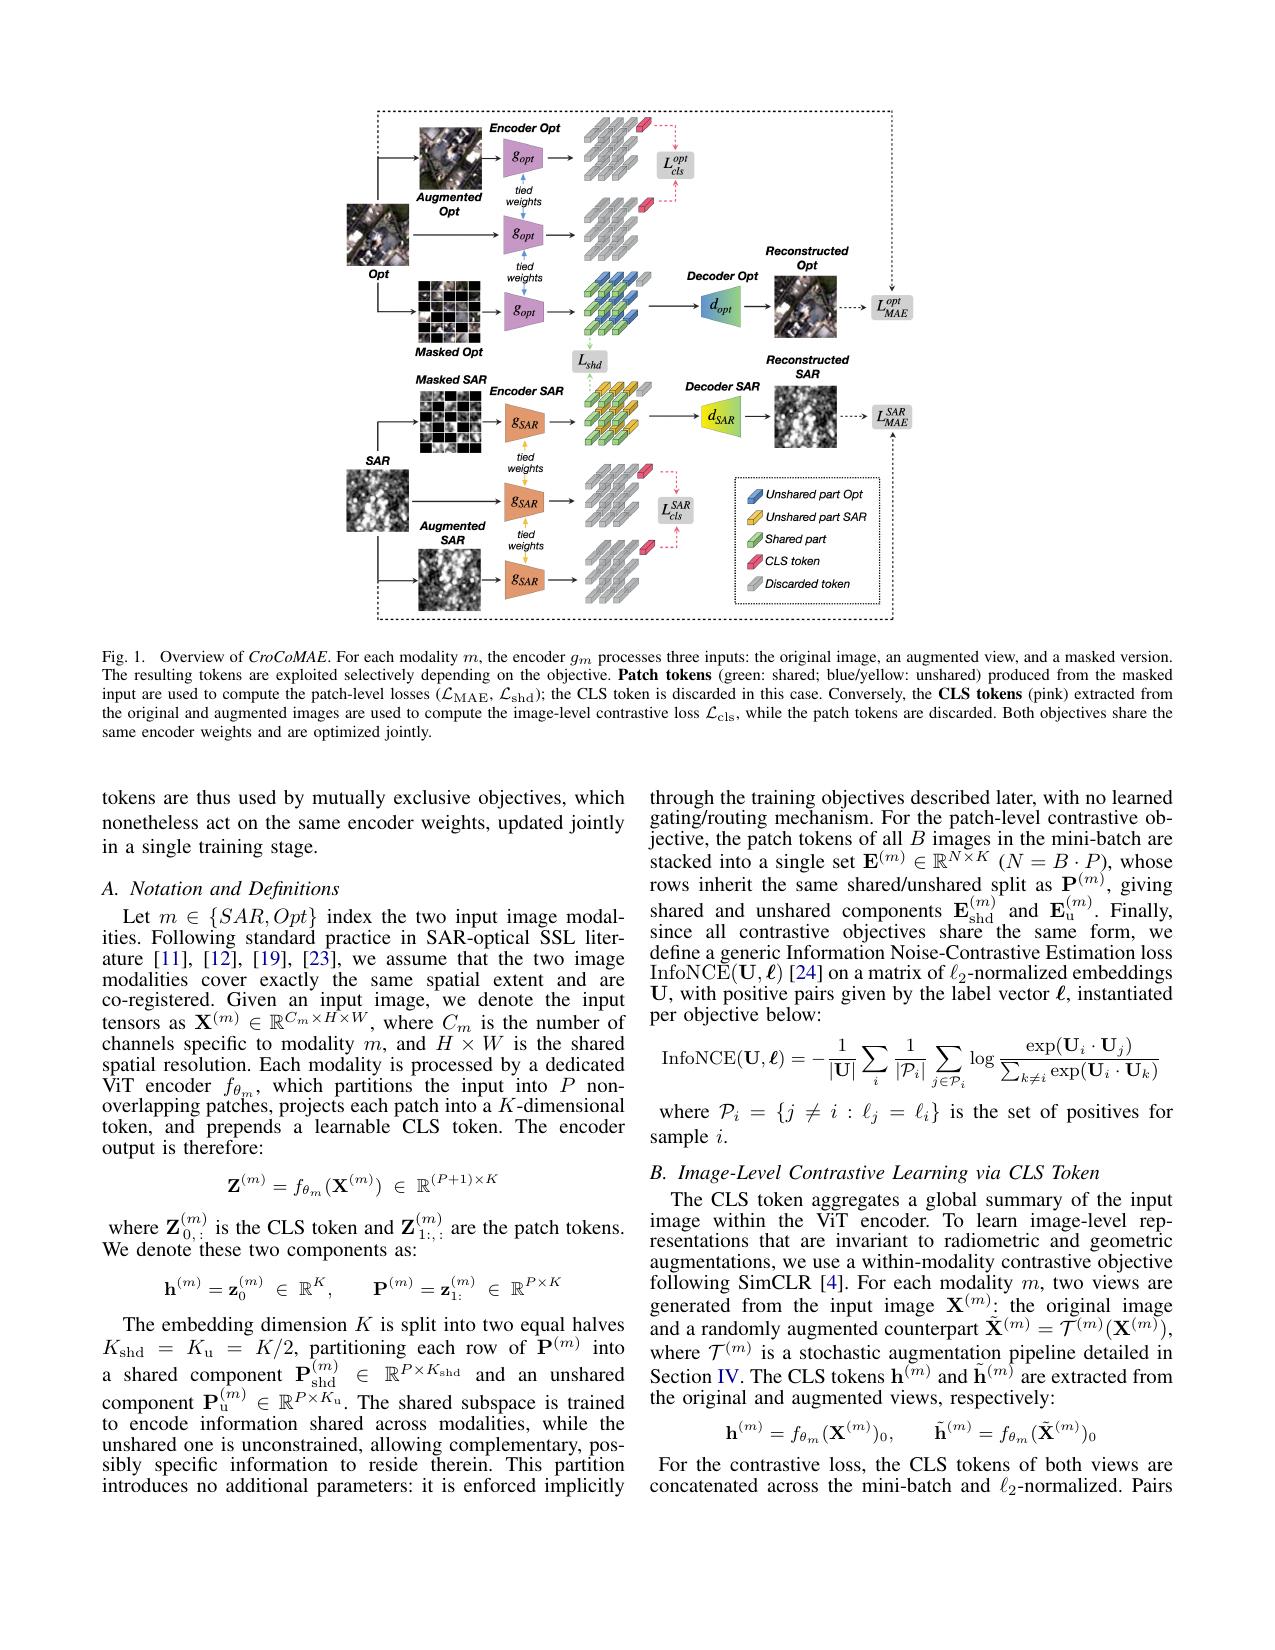 Encoder Opt
g_opt
L^opt_cls
Augmented
Opt
tied
weights
g_opt
Opt
tied
weights
Reconstructed
Opt
Decoder Opt
g_opt
d_opt
L^opt_MAE
Masked Opt
L_shd
Reconstructed
SAR
Masked SAR
Encoder SAR
Decoder SAR
g_SAR
d_SAR
L^SAR_MAE
SAR
tied
weights
g_SAR
L^SAR_cls
Augmented
SAR
tied
weights
g_SAR
Unshared part Opt
Unshared part SAR
Shared part
CLS token
Discarded token
Fig. 1. Overview of CroCoMAE. For each modality m, the encoder g_m processes three inputs: the original image, an augmented view, and a masked version.
The resulting tokens are exploited selectively depending on the objective. Patch tokens (green: shared; blue/yellow: unshared) produced from the masked
input are used to compute the patch-level losses (ℒ_MAE, ℒ_shd); the CLS token is discarded in this case. Conversely, the CLS tokens (pink) extracted from
the original and augmented images are used to compute the image-level contrastive loss ℒ_cls, while the patch tokens are discarded. Both objectives share the
same encoder weights and are optimized jointly.
tokens are thus used by mutually exclusive objectives, which
nonetheless act on the same encoder weights, updated jointly
in a single training stage.
A. Notation and Definitions
Let m ∈ {SAR, Opt} index the two input image modal-
ities. Following standard practice in SAR-optical SSL liter-
ature [11], [12], [19], [23], we assume that the two image
modalities cover exactly the same spatial extent and are
co-registered. Given an input image, we denote the input
tensors as X^(m) ∈ ℝ^{C_m×H×W}, where C_m is the number of
channels specific to modality m, and H × W is the shared
spatial resolution. Each modality is processed by a dedicated
ViT encoder f_θm, which partitions the input into P non-
overlapping patches, projects each patch into a K-dimensional
token, and prepends a learnable CLS token. The encoder
output is therefore:
Z^(m) = f_θm(X^(m)) ∈ ℝ^{(P+1)×K}
where Z^(m)_{0,:} is the CLS token and Z^(m)_{1:,:} are the patch tokens.
We denote these two components as:
h^(m) = z^(m)_0 ∈ ℝ^K, P^(m) = z^(m)_{1:} ∈ ℝ^{P×K}
The embedding dimension K is split into two equal halves
K_shd = K_u = K/2, partitioning each row of P^(m) into
a shared component P^(m)_shd ∈ ℝ^{P×K_shd} and an unshared
component P^(m)_u ∈ ℝ^{P×K_u}. The shared subspace is trained
to encode information shared across modalities, while the
unshared one is unconstrained, allowing complementary, pos-
sibly specific information to reside therein. This partition
introduces no additional parameters: it is enforced implicitly
through the training objectives described later, with no learned
gating/routing mechanism. For the patch-level contrastive ob-
jective, the patch tokens of all B images in the mini-batch are
stacked into a single set E^(m) ∈ ℝ^{N×K} (N = B · P), whose
rows inherit the same shared/unshared split as P^(m), giving
shared and unshared components E^(m)_shd and E^(m)_u. Finally,
since all contrastive objectives share the same form, we
define a generic Information Noise-Contrastive Estimation loss
InfoNCE(U, ℓ) [24] on a matrix of ℓ₂-normalized embeddings
U, with positive pairs given by the label vector ℓ, instantiated
per objective below:
InfoNCE(U, ℓ) = −1/|U| ∑_i 1/|𝒫_i| ∑_{j∈𝒫_i} log exp(U_i · U_j) / ∑_{k≠i} exp(U_i · U_k)
where 𝒫_i = {j ≠ i : ℓ_j = ℓ_i} is the set of positives for
sample i.
B. Image-Level Contrastive Learning via CLS Token
The CLS token aggregates a global summary of the input
image within the ViT encoder. To learn image-level rep-
resentations that are invariant to radiometric and geometric
augmentations, we use a within-modality contrastive objective
following SimCLR [4]. For each modality m, two views are
generated from the input image X^(m): the original image
and a randomly augmented counterpart X̃^(m) = 𝒯^(m)(X^(m)),
where 𝒯^(m) is a stochastic augmentation pipeline detailed in
Section IV. The CLS tokens h^(m) and h̃^(m) are extracted from
the original and augmented views, respectively:
h^(m) = f_θm(X^(m))_0, h̃^(m) = f_θm(X̃^(m))_0
For the contrastive loss, the CLS tokens of both views are
concatenated across the mini-batch and ℓ₂-normalized. Pairs